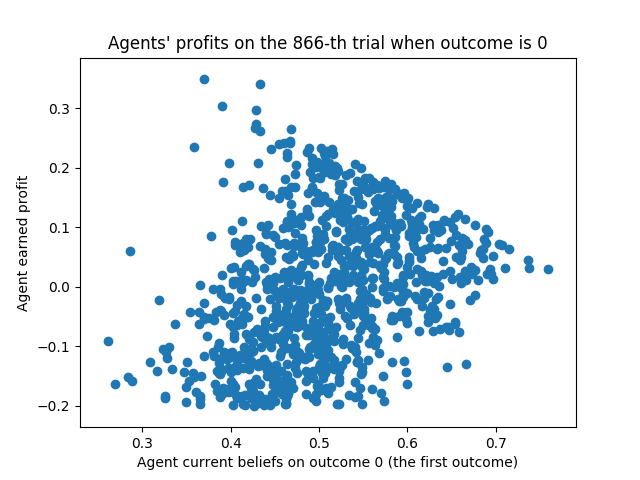 Agents' profits on the 866-th trial when outcome is 0
Agent earned profit
0.3
0.2
0.1
0.0
−0.1
−0.2
0.3 0.4 0.5 0.6 0.7
Agent current beliefs on outcome 0 (the first outcome)